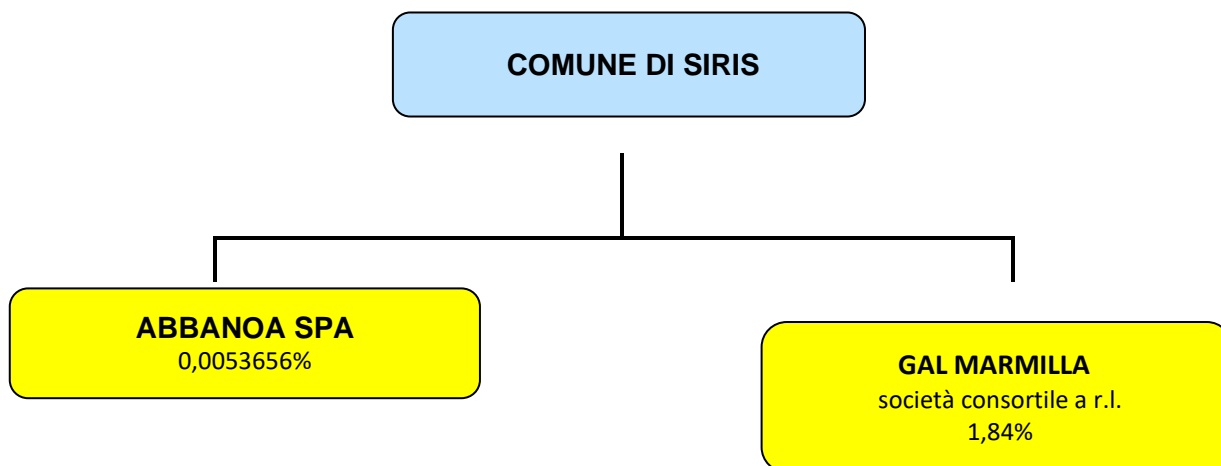 COMUNE DI SIRIS
ABBANOA SPA
0,0053656%
GAL MARMILLA
società consortile a r.l.
1,84%